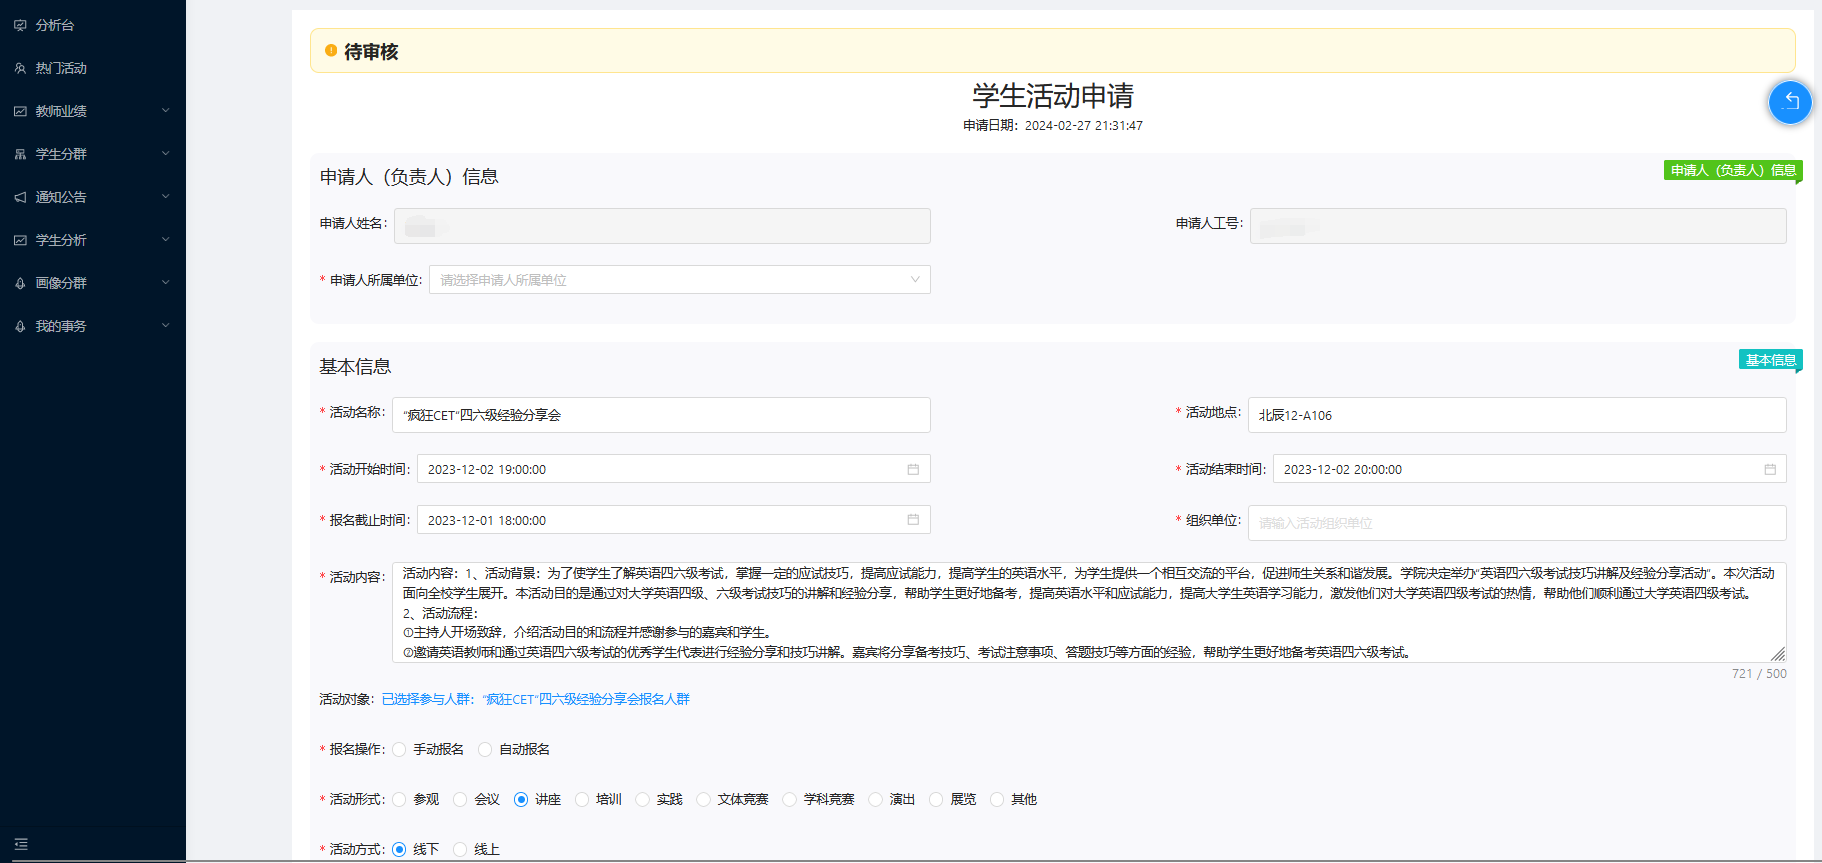 分析台
热门活动
教师业绩
学生分群
通知公告
学生分析
画像分群
我的事务
待审核
学生活动申请
申请日期：2024-02-27 21:31:47
申请人（负责人）信息
申请人（负责人）信息
申请人姓名：
申请人工号：
* 申请人所属单位： 请选择申请人所属单位
基本信息
基本信息
* 活动名称： “疯狂CET”四六级经验分享会
* 活动地点： 北辰12-A106
* 活动开始时间： 2023-12-02 19:00:00
* 活动结束时间： 2023-12-02 20:00:00
* 报名截止时间： 2023-12-01 18:00:00
* 组织单位： 请输入活动组织单位
* 活动内容： 活动内容：1、活动背景：为了使学生了解英语四六级考试，掌握一定的应试技巧，提高应试能力，提高学生的英语水平，为学生提供一个相互交流的平台，促进师生关系和谐发展。学院决定举办“英语四六级考试技巧讲解及经验分享活动”。本次活动
面向全校学生展开。本活动目的是通过对大学英语四级、六级考试技巧的讲解和经验分享，帮助学生更好地备考，提高英语水平和应试能力，提高大学生英语学习能力，激发他们对大学英语四级考试的热情，帮助他们顺利通过大学英语四级考试。
2、活动流程：
①主持人开场致辞，介绍活动目的和流程并感谢参与的嘉宾和学生。
②邀请英语教师和通过英语四六级考试的优秀学生代表进行经验分享和技巧讲解。嘉宾将分享备考技巧、考试注意事项、答题技巧等方面的经验，帮助学生更好地备考英语四六级考试。
721 / 500
活动对象： 已选择参与人群：“疯狂CET”四六级经验分享会报名人群
* 报名操作： 手动报名 自动报名
* 活动形式： 参观 会议 讲座 培训 实践 文体竞赛 学科竞赛 演出 展览 其他
* 活动方式： 线下 线上